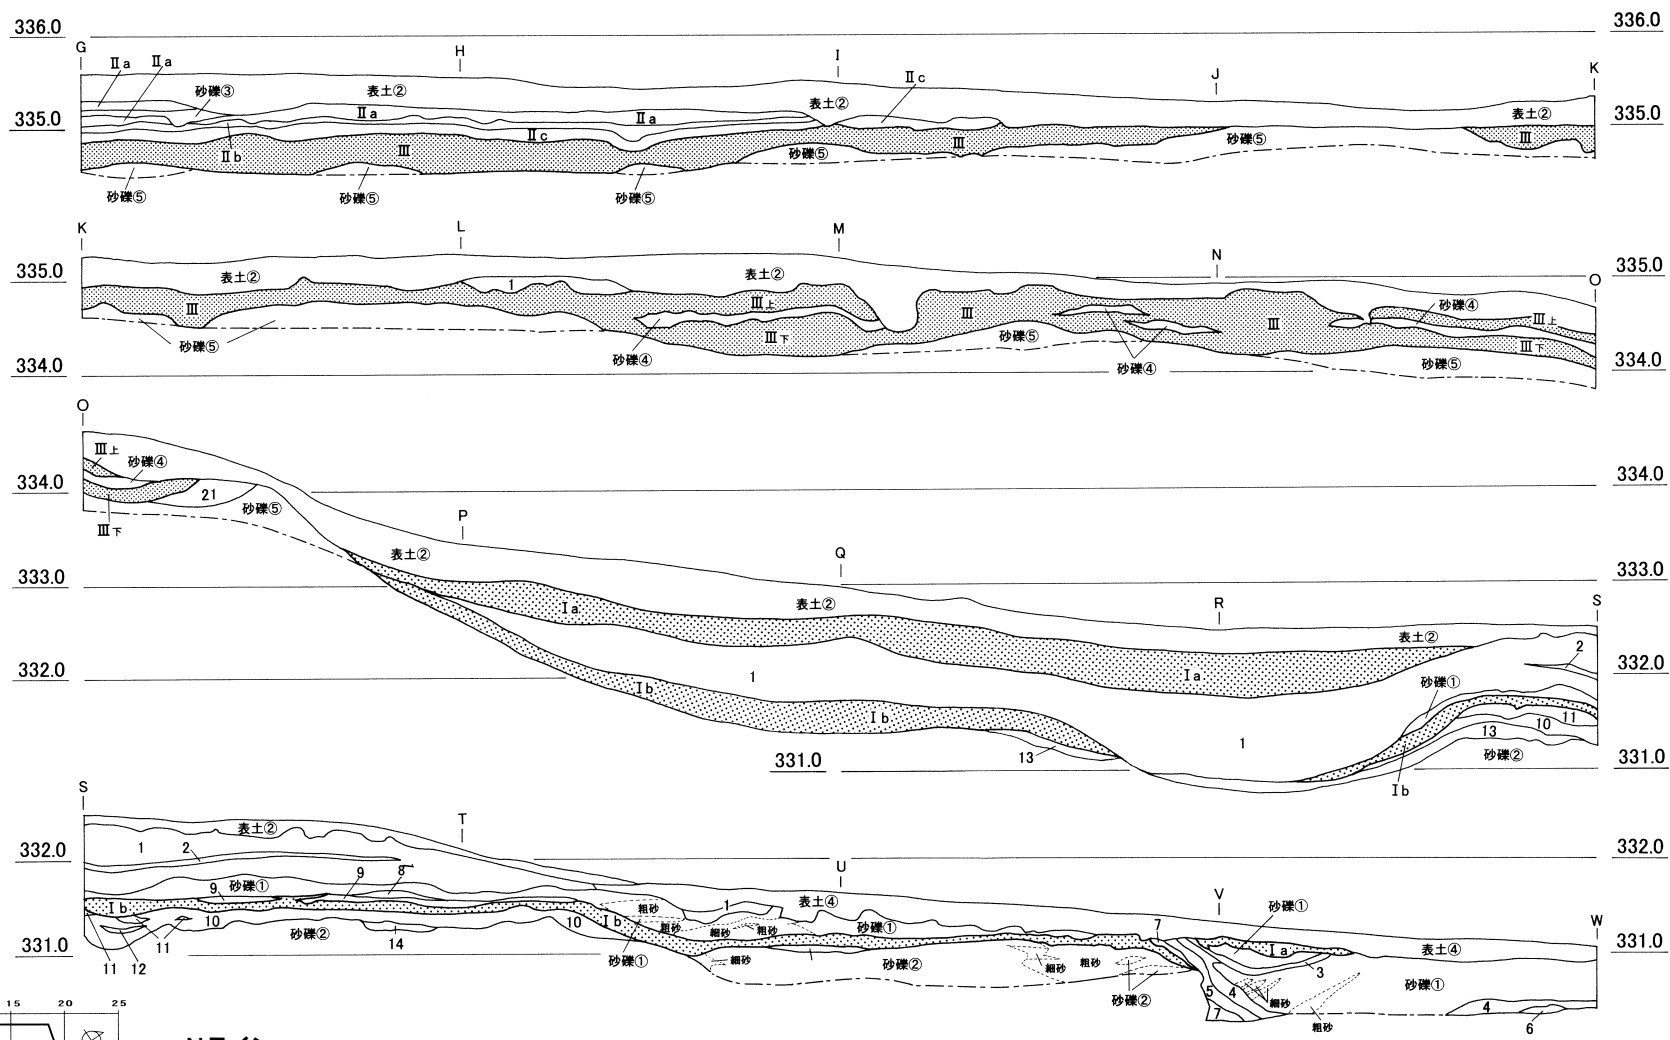 336.0 336.0
G H I J K
Ⅱa Ⅱa 砂礫③ 表土② Ⅱa Ⅱa 表土② Ⅱc 表土②
335.0 335.0
Ⅱb Ⅲ Ⅱc 砂礫⑤ Ⅲ 砂礫⑤ Ⅲ
砂礫⑤ 砂礫⑤ 砂礫⑤
K L M N O
335.0 表土② 1 表土② 335.0
Ⅲ Ⅲ上 Ⅲ Ⅲ 砂礫④ Ⅲ上
砂礫⑤ 砂礫④ Ⅲ下 砂礫⑤ 砂礫④ Ⅲ下 砂礫⑤
334.0 334.0
O P Q R S
Ⅲ上 砂礫④
334.0 21 砂礫⑤ 334.0
Ⅲ下
表土②
333.0 333.0
Ⅰa 表土② 表土② 2
332.0 Ⅰb 1 Ⅰa 332.0
Ⅰb 砂礫① 10 11
13 331.0 1 13 砂礫② 331.0
Ⅰb
S T U V W
表土②
332.0 1 2 332.0
9 砂礫① 9 8
Ⅰb 10 10 Ⅰb 粗砂 1 表土④ 7 砂礫①
粗砂 細砂 粗砂 砂礫①
11 12 11 砂礫② 14 砂礫① 細砂 砂礫② 細砂 粗砂 砂礫② Ⅰa 3 表土④
331.0 331.0
5 4 7 細砂 粗砂 砂礫① 4 6
15 20 25